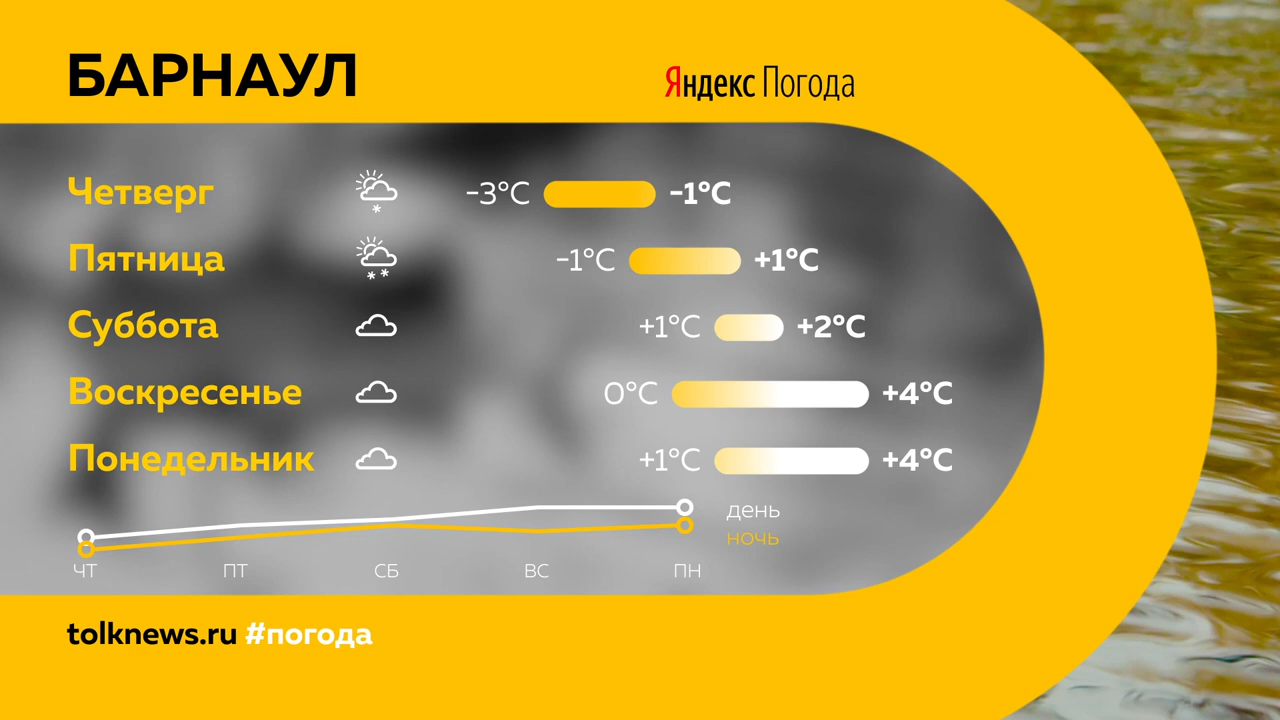 БАРНАУЛ
Яндекс Погода
Четверг -3°C -1°C
Пятница -1°C +1°C
Суббота +1°C +2°C
Воскресенье 0°C +4°C
Понедельник +1°C +4°C
день
ночь
ЧТ ПТ СБ ВС ПН
tolknews.ru #погода